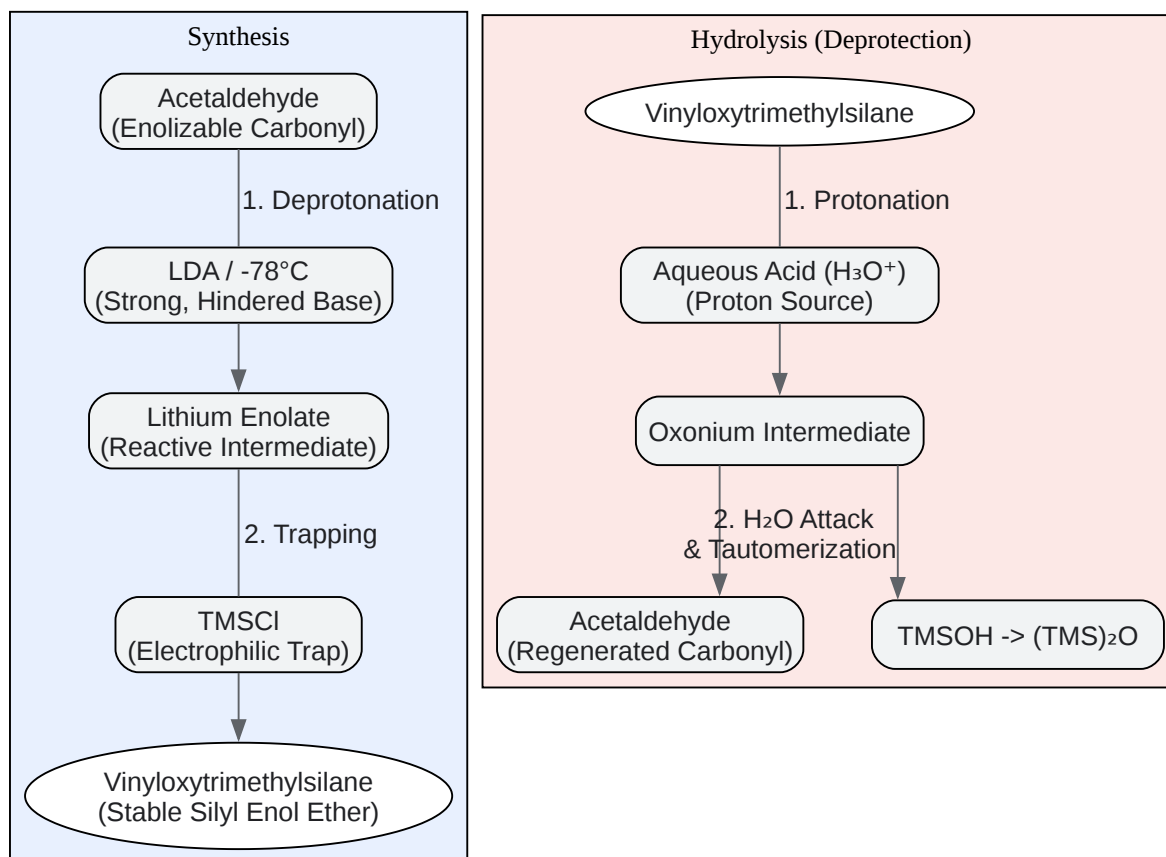 Synthesis
Acetaldehyde
(Enolizable Carbonyl)
1. Deprotonation
LDA / -78°C
(Strong, Hindered Base)
Lithium Enolate
(Reactive Intermediate)
2. Trapping
TMSCl
(Electrophilic Trap)
Vinyloxytrimethylsilane
(Stable Silyl Enol Ether)
Hydrolysis (Deprotection)
Vinyloxytrimethylsilane
1. Protonation
Aqueous Acid (H₃O⁺)
(Proton Source)
Oxonium Intermediate
2. H₂O Attack
& Tautomerization
Acetaldehyde
(Regenerated Carbonyl)
TMSOH -> (TMS)₂O